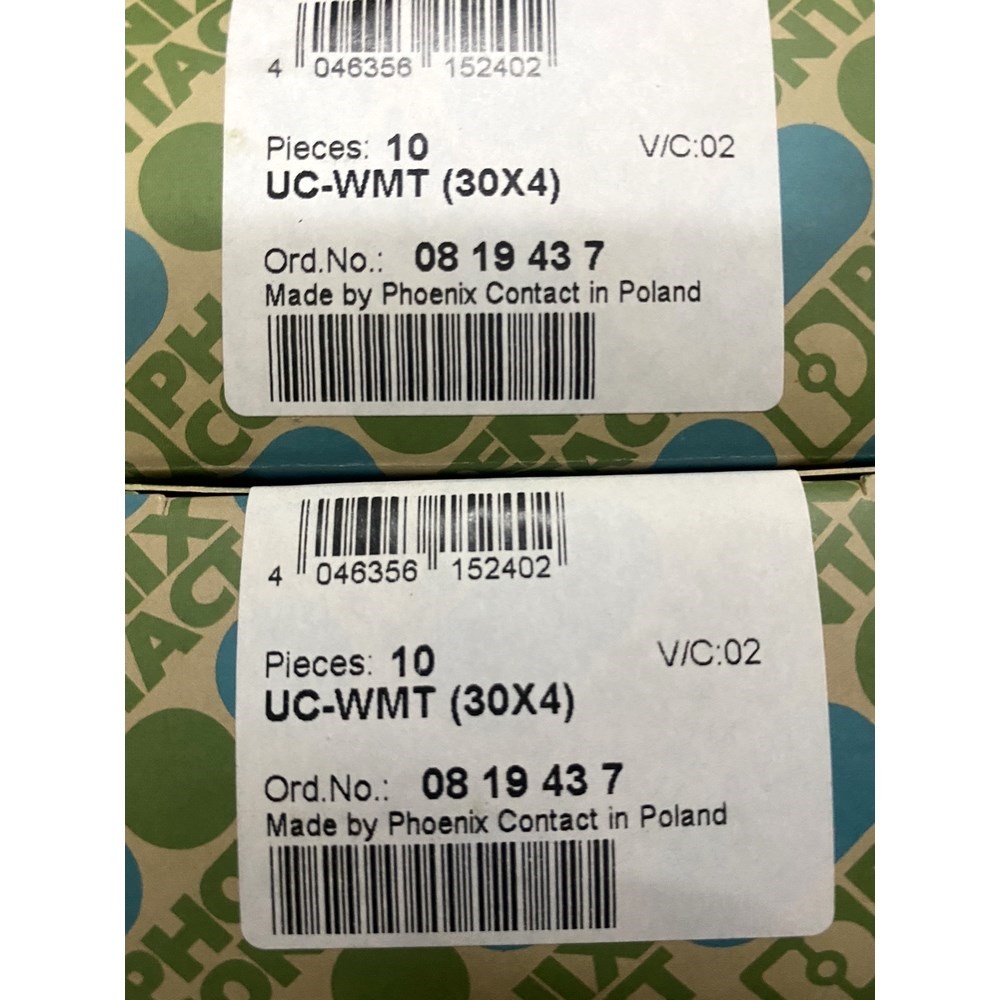 4 046356 152402
Pieces: 10 V/C:02
UC-WMT (30X4)
Ord.No.: 08 19 43 7
Made by Phoenix Contact in Poland
4 046356 152402
Pieces: 10 V/C:02
UC-WMT (30X4)
Ord.No.: 08 19 43 7
Made by Phoenix Contact in Poland